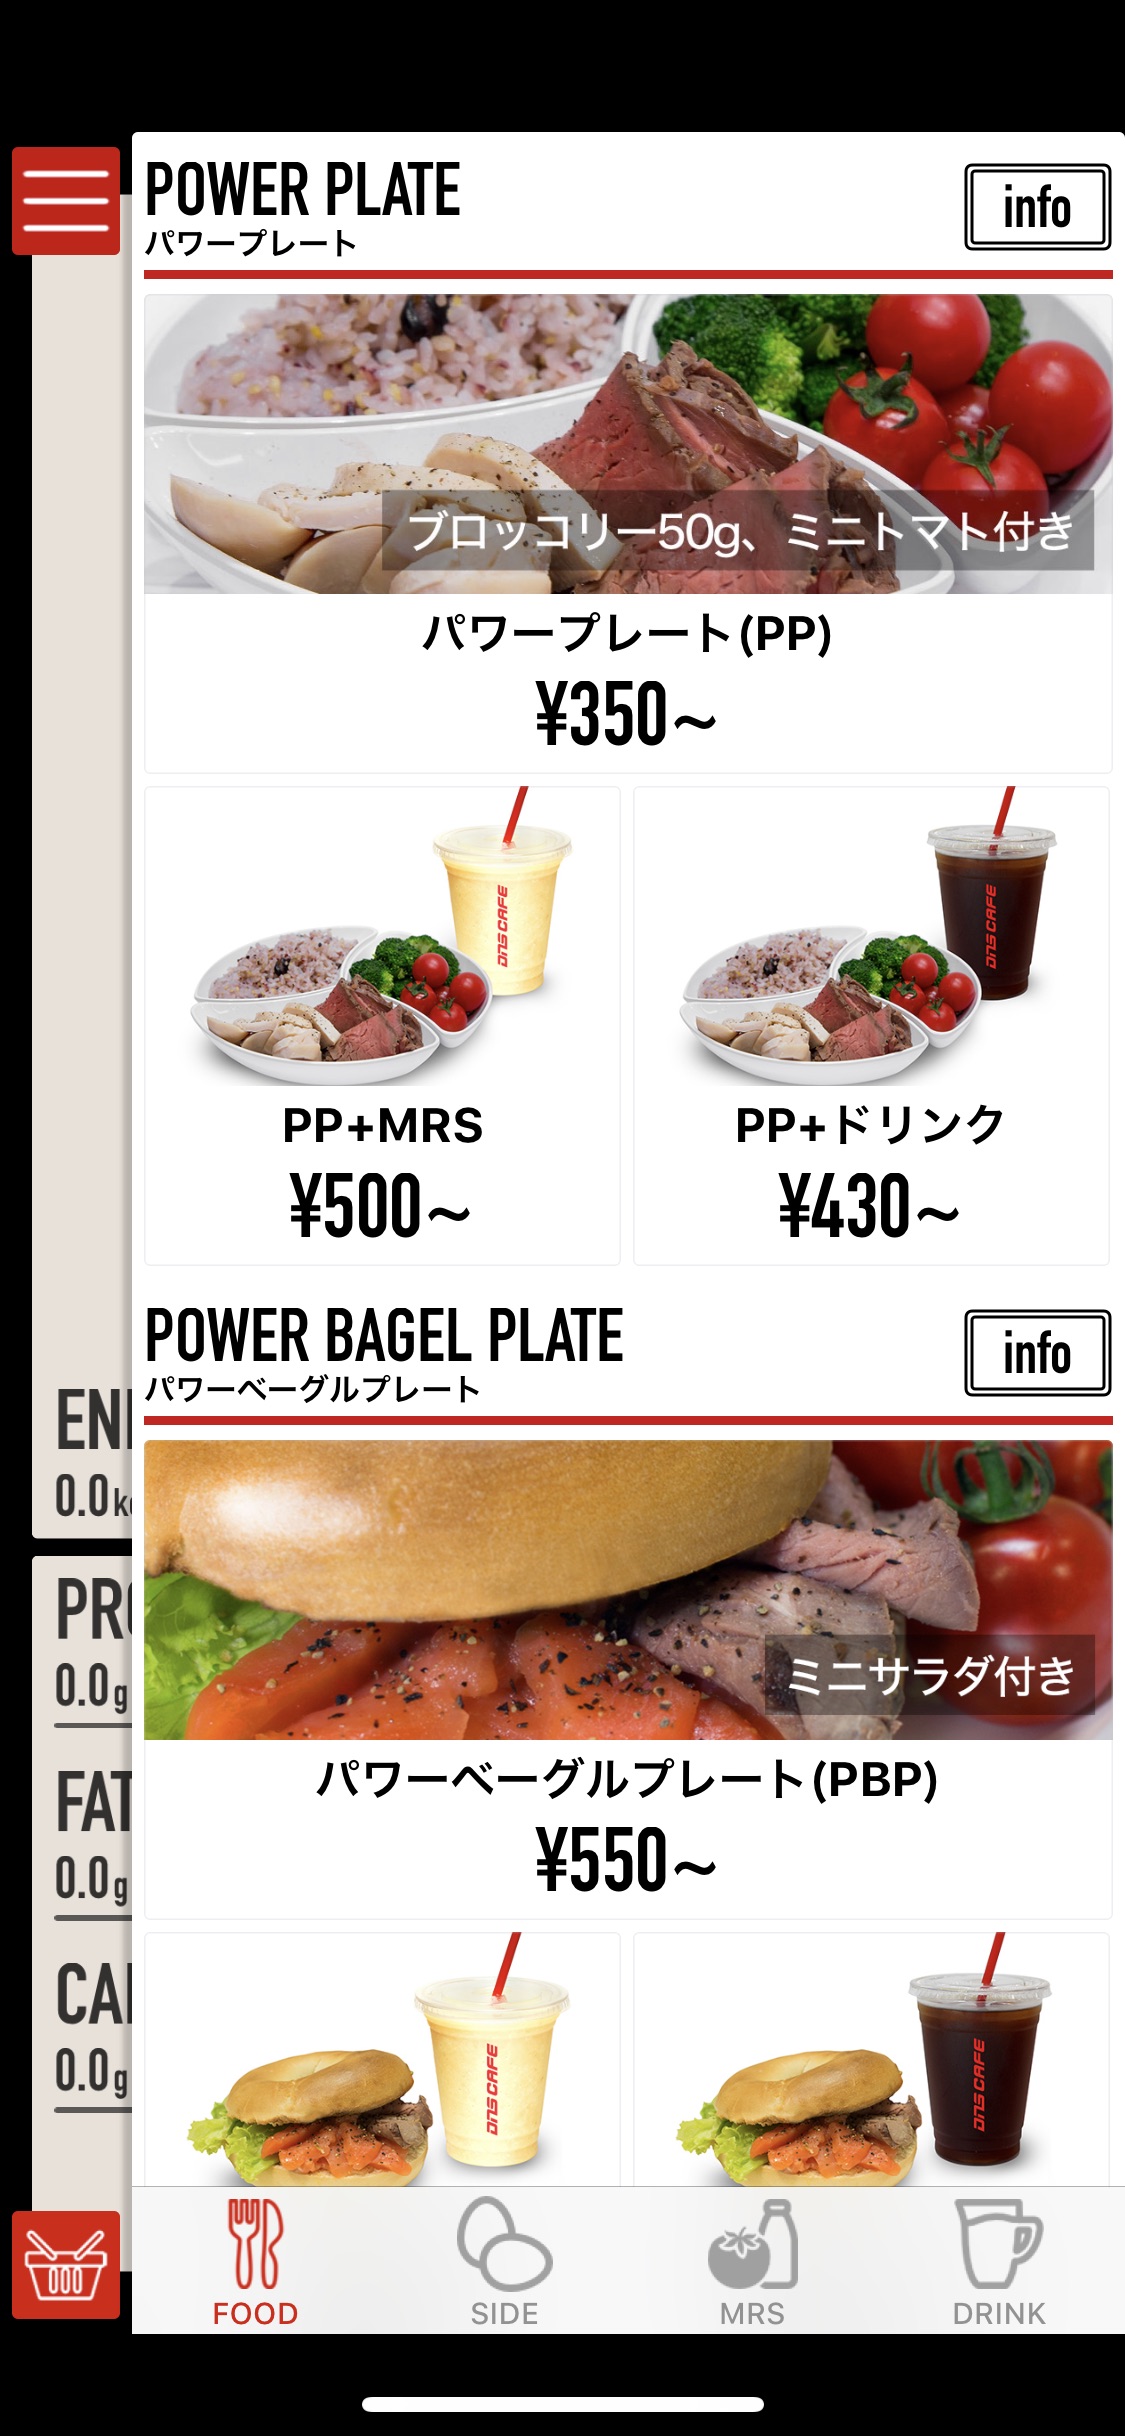 POWER PLATE
パワープレート
info
ブロッコリー50g、ミニトマト付き
パワープレート(PP)
¥350~
DNS CAFE
DNS CAFE
PP+MRS
¥500~
PP+ドリンク
¥430~
POWER BAGEL PLATE
パワーベーグルプレート
info
ミニサラダ付き
パワーベーグルプレート(PBP)
¥550~
DNS CAFE
DNS CAFE
0.0
0.0g
FAT
0.0g
0.0g
FOOD
SIDE
MRS
DRINK